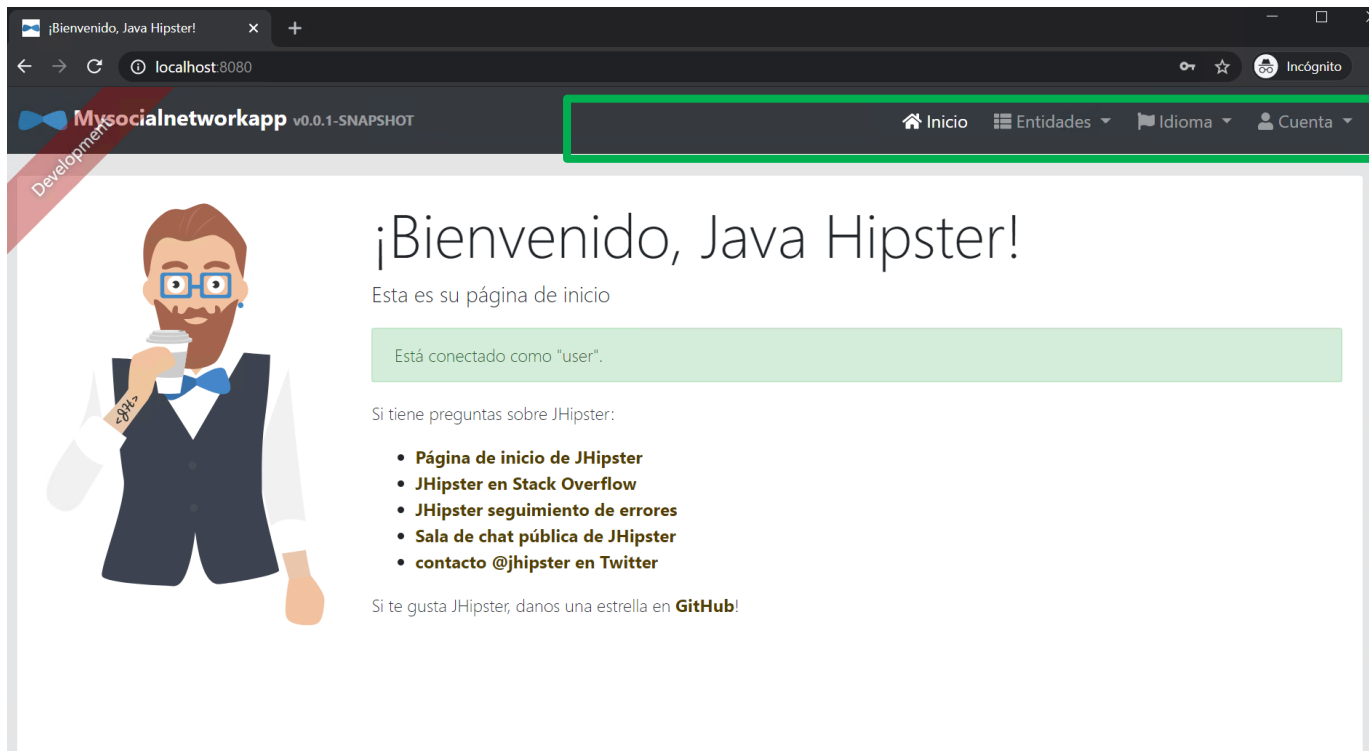 ¡Bienvenido, Java Hipster!
localhost:8080
Incógnito
Mysocialnetworkapp v0.0.1-SNAPSHOT
Inicio Entidades Idioma Cuenta
Development
¡Bienvenido, Java Hipster!
Esta es su página de inicio
Está conectado como "user".
Si tiene preguntas sobre JHipster:
Página de inicio de JHipster
JHipster en Stack Overflow
JHipster seguimiento de errores
Sala de chat pública de JHipster
contacto @jhipster en Twitter
Si te gusta JHipster, danos una estrella en GitHub!
<JH>